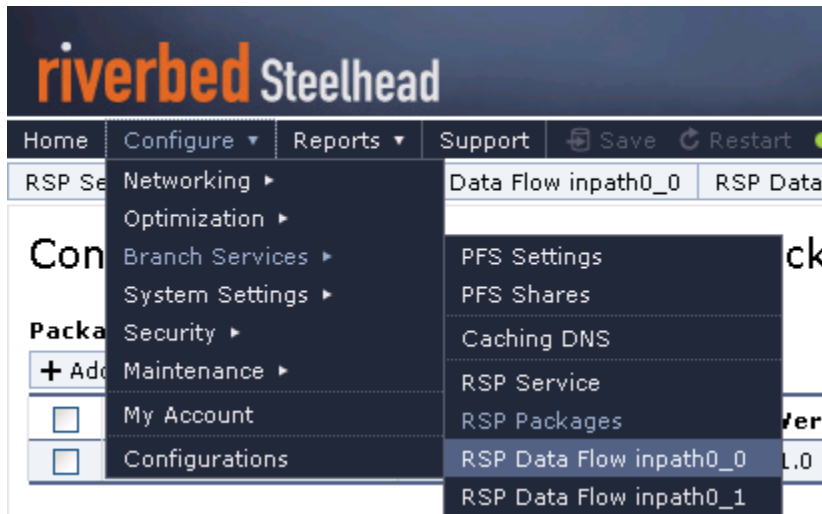 riverbed Steelhead
Home Configure ▾ Reports ▾ Support Save Restart
RSP Se Data Flow inpath0_0 RSP Data
Networking ▸
Optimization ▸
Con Branch Services ▸ PFS Settings ck
System Settings ▸ PFS Shares
Packa Security ▸ Caching DNS
+ Add Maintenance ▸ RSP Service
My Account RSP Packages Ver
Configurations RSP Data Flow inpath0_0 1.0
RSP Data Flow inpath0_1